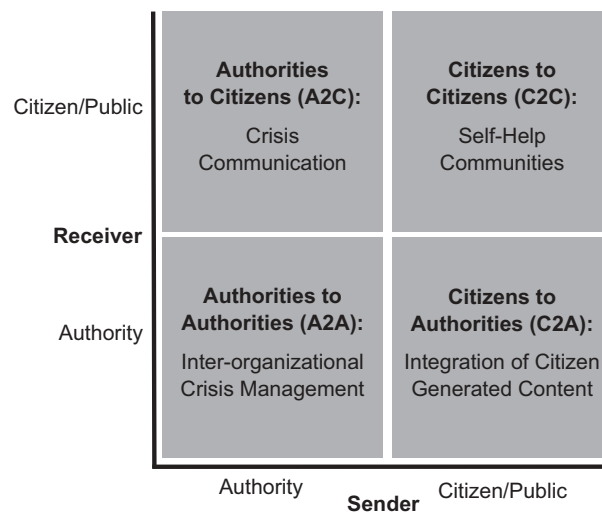 Authorities
to Citizens (A2C):
Crisis
Communication
Citizens to
Citizens (C2C):
Self-Help
Communities
Citizen/Public
Receiver
Authorities to
Authorities (A2A):
Inter-organizational
Crisis Management
Citizens to
Authorities (C2A):
Integration of Citizen
Generated Content
Authority
Authority
Sender
Citizen/Public